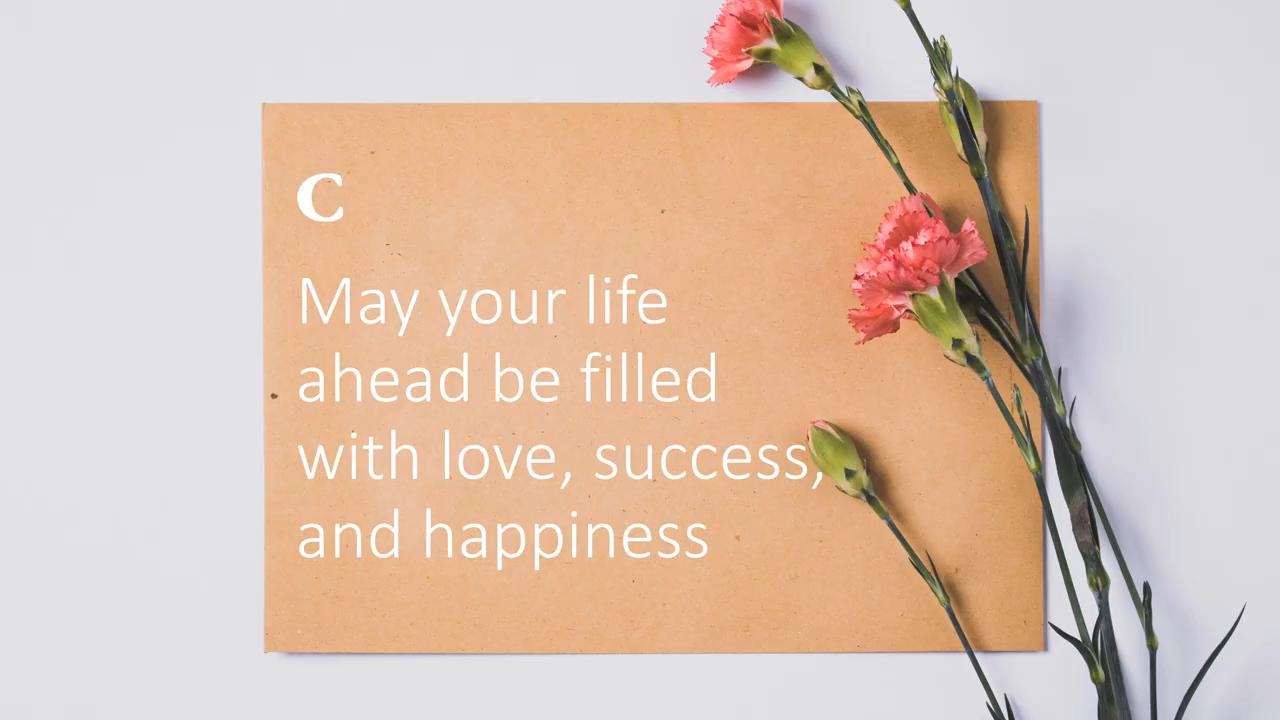 C
May your life
ahead be filled
with love, success,
and happiness